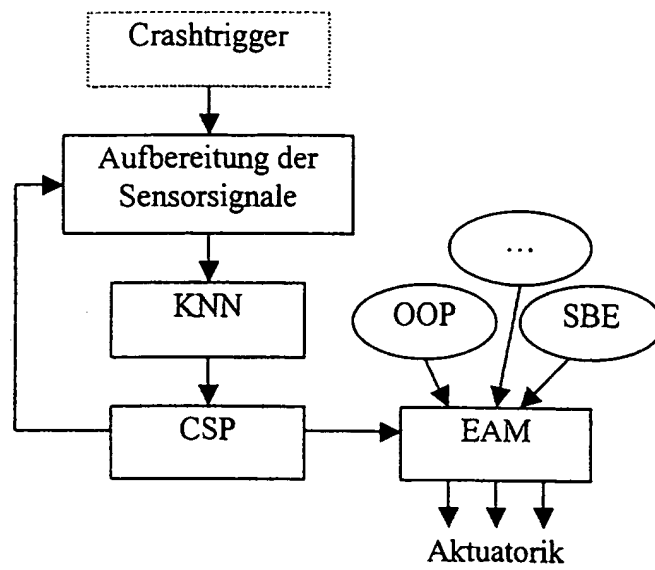 Crashtrigger
Aufbereitung der
Sensorsignale
...
KNN
OOP
SBE
CSP
EAM
Aktuatorik